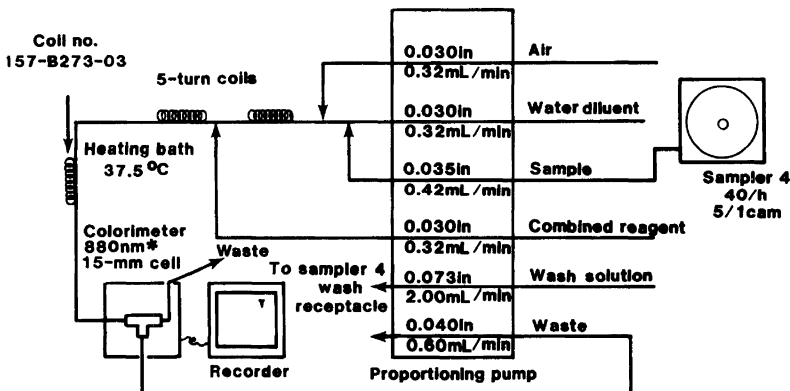 Coil no.
157-B273-03
5-turn coils
Heating bath
37.5 °C
Colorimeter
880nm*
15-mm cell
Waste
Recorder
To sampler 4
wash
receptacle
0.030in Air
0.32mL/min
0.030in Water diluent
0.32mL/min
0.035in Sample
0.42mL/min
0.030in Combined reagent
0.32mL/min
0.073in Wash solution
2.00mL/min
0.040in Waste
0.60mL/min
Proportioning pump
Sampler 4
40/h
5/1cam